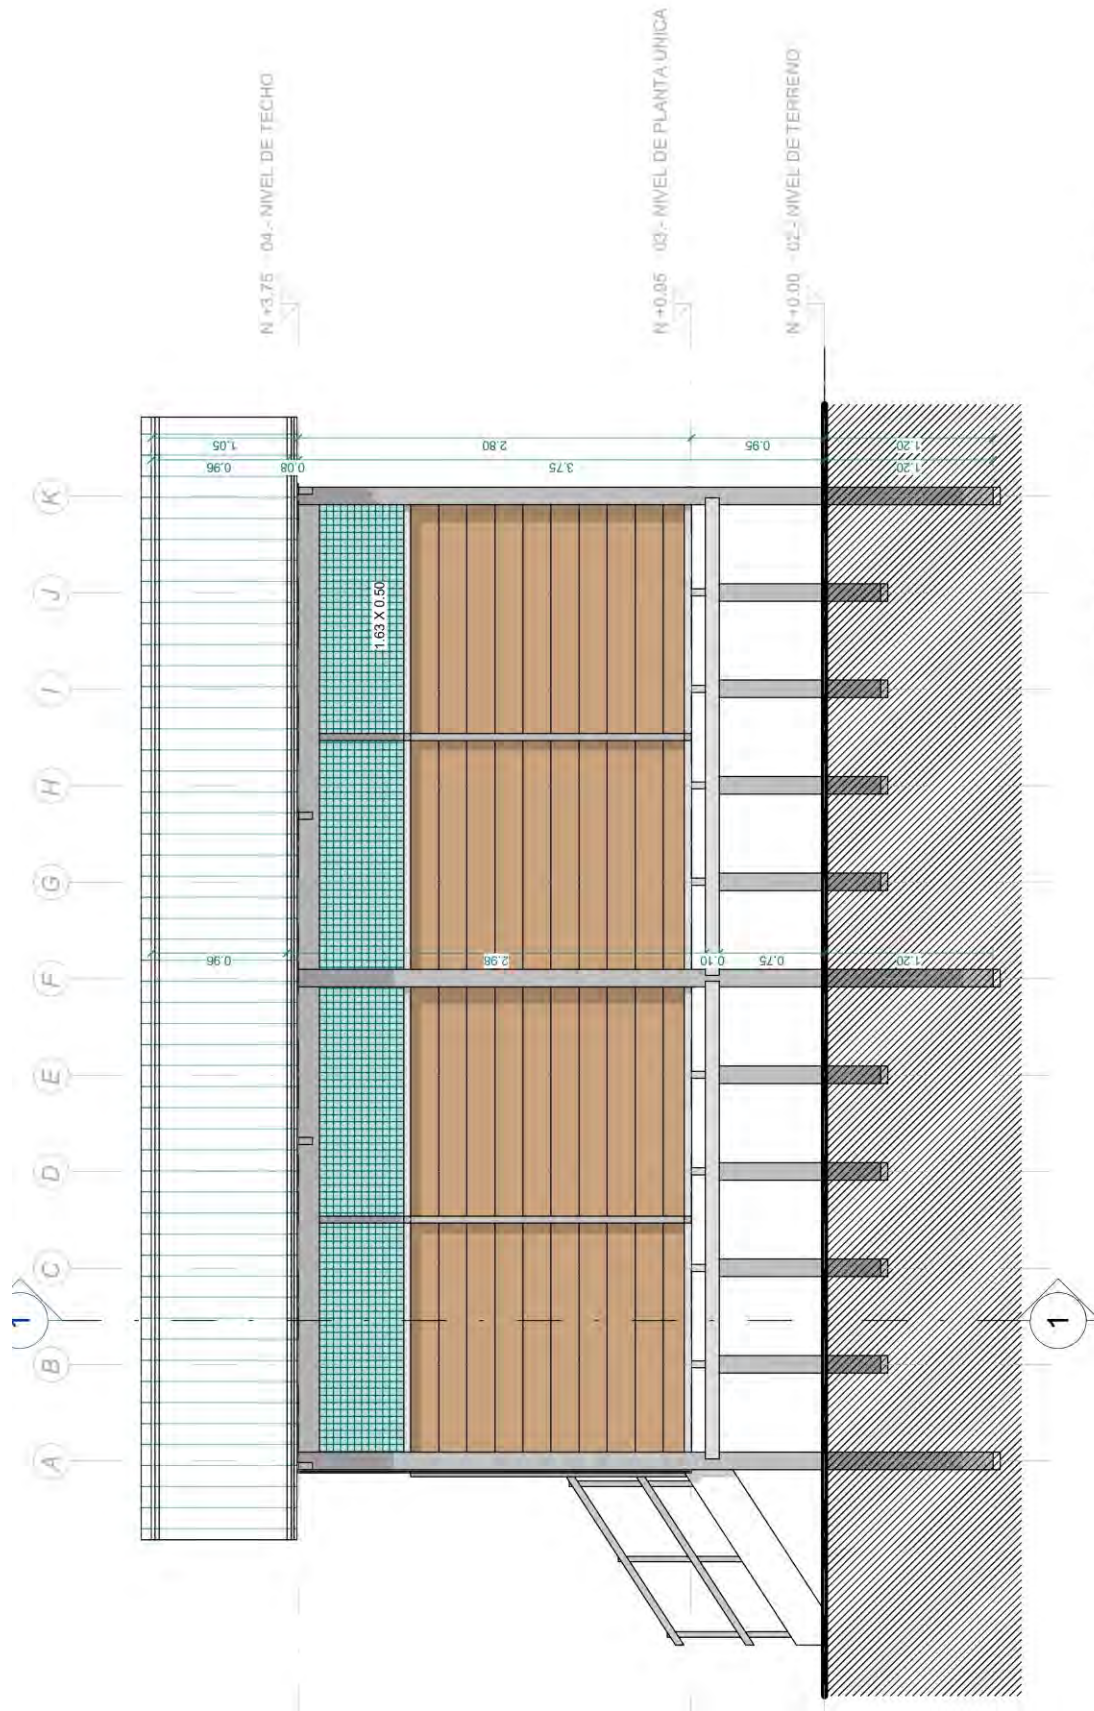 N +3.75 - 04.- NIVEL DE TECHO
N +0.95 - 03.- NIVEL DE PLANTA UNICA
N +0.00 - 02.- NIVEL DE TERRENO
K
J
I
H
G
F
E
D
C
B
A
1
1
1.05
2.80
0.95
1.20
0.96
0.08
3.75
1.20
1.63 X 0.50
0.96
2.98
0.10
0.75
1.20